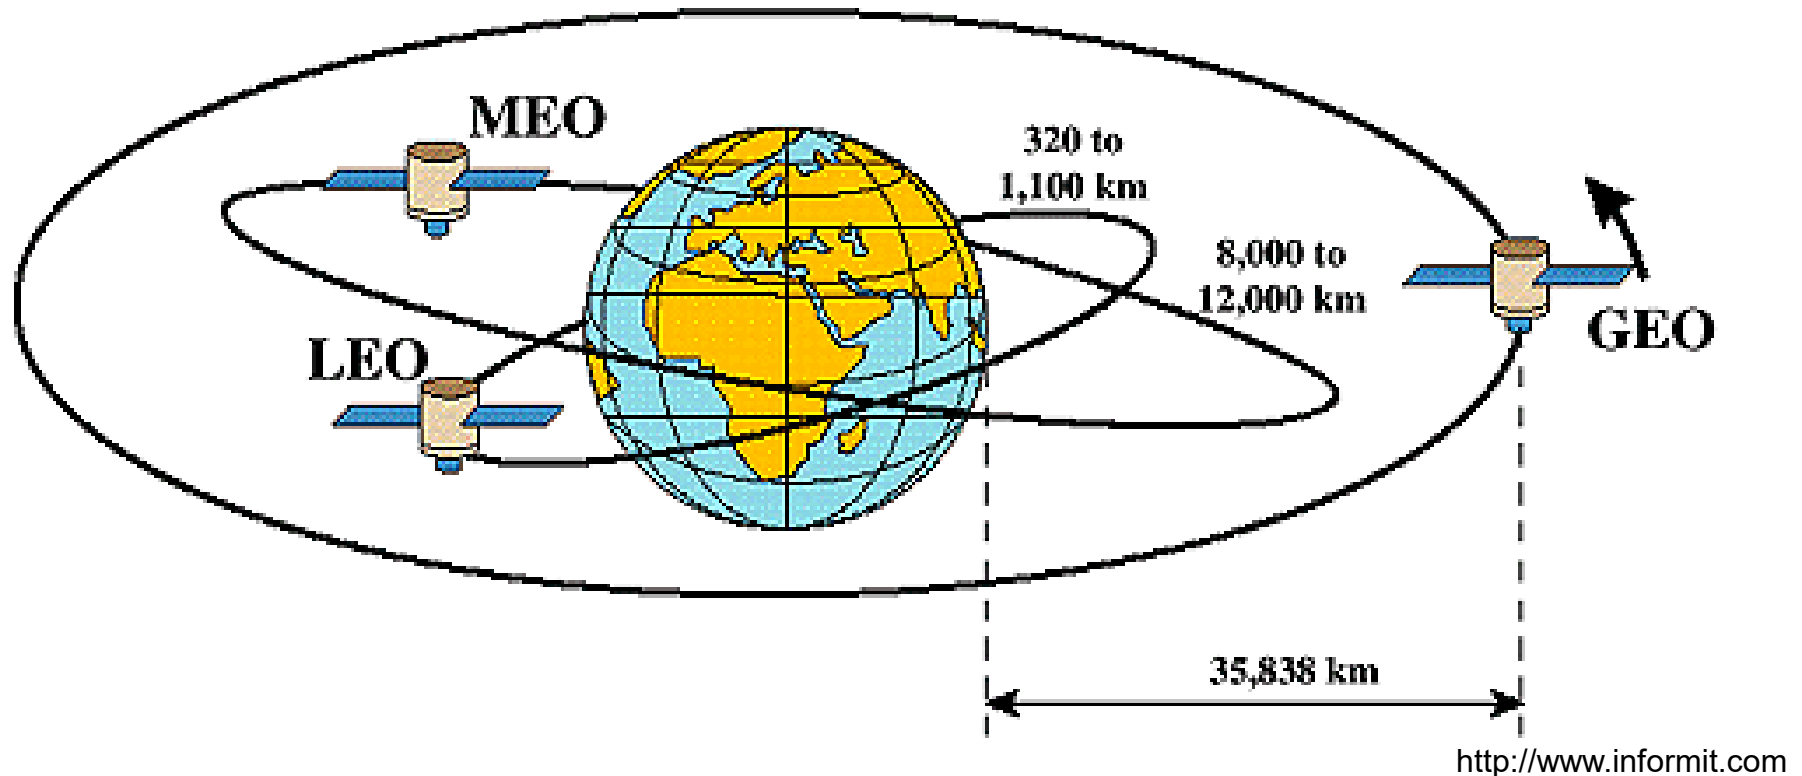 MEO
320 to
1,100 km
8,000 to
12,000 km
GEO
LEO
35,838 km
http://www.informit.com